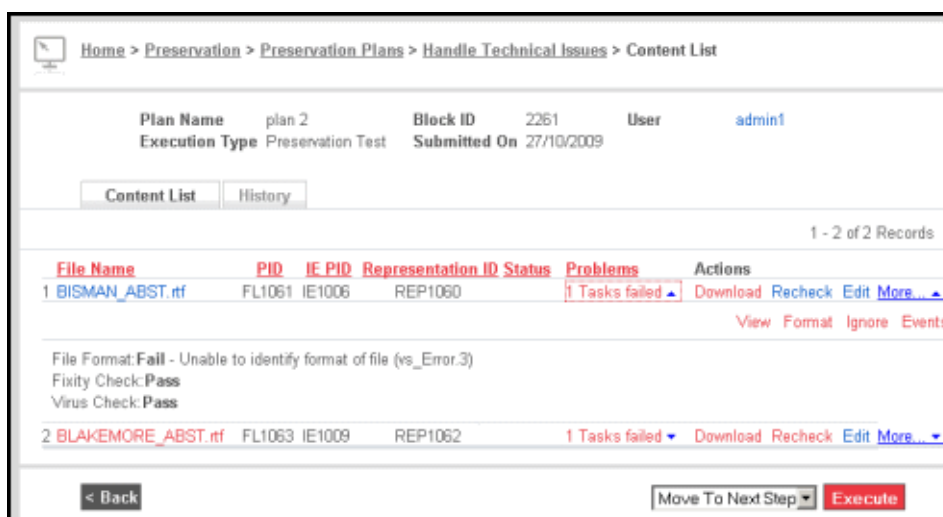 Home > Preservation > Preservation Plans > Handle Technical Issues > Content List
Plan Name plan 2 Block ID 2261 User admin1
Execution Type Preservation Test Submitted On 27/10/2009
Content List History
1 - 2 of 2 Records
File Name PID IE PID Representation ID Status Problems Actions
1 BISMAN_ABST.rtf FL1061 IE1006 REP1060 1 Tasks failed Download Recheck Edit More...
View Format Ignore Events
File Format:Fail - Unable to identify format of file (vs_Error.3)
Fixity Check:Pass
Virus Check:Pass
2 BLAKEMORE_ABST.rtf FL1063 IE1009 REP1062 1 Tasks failed Download Recheck Edit More...
< Back Move To Next Step Execute